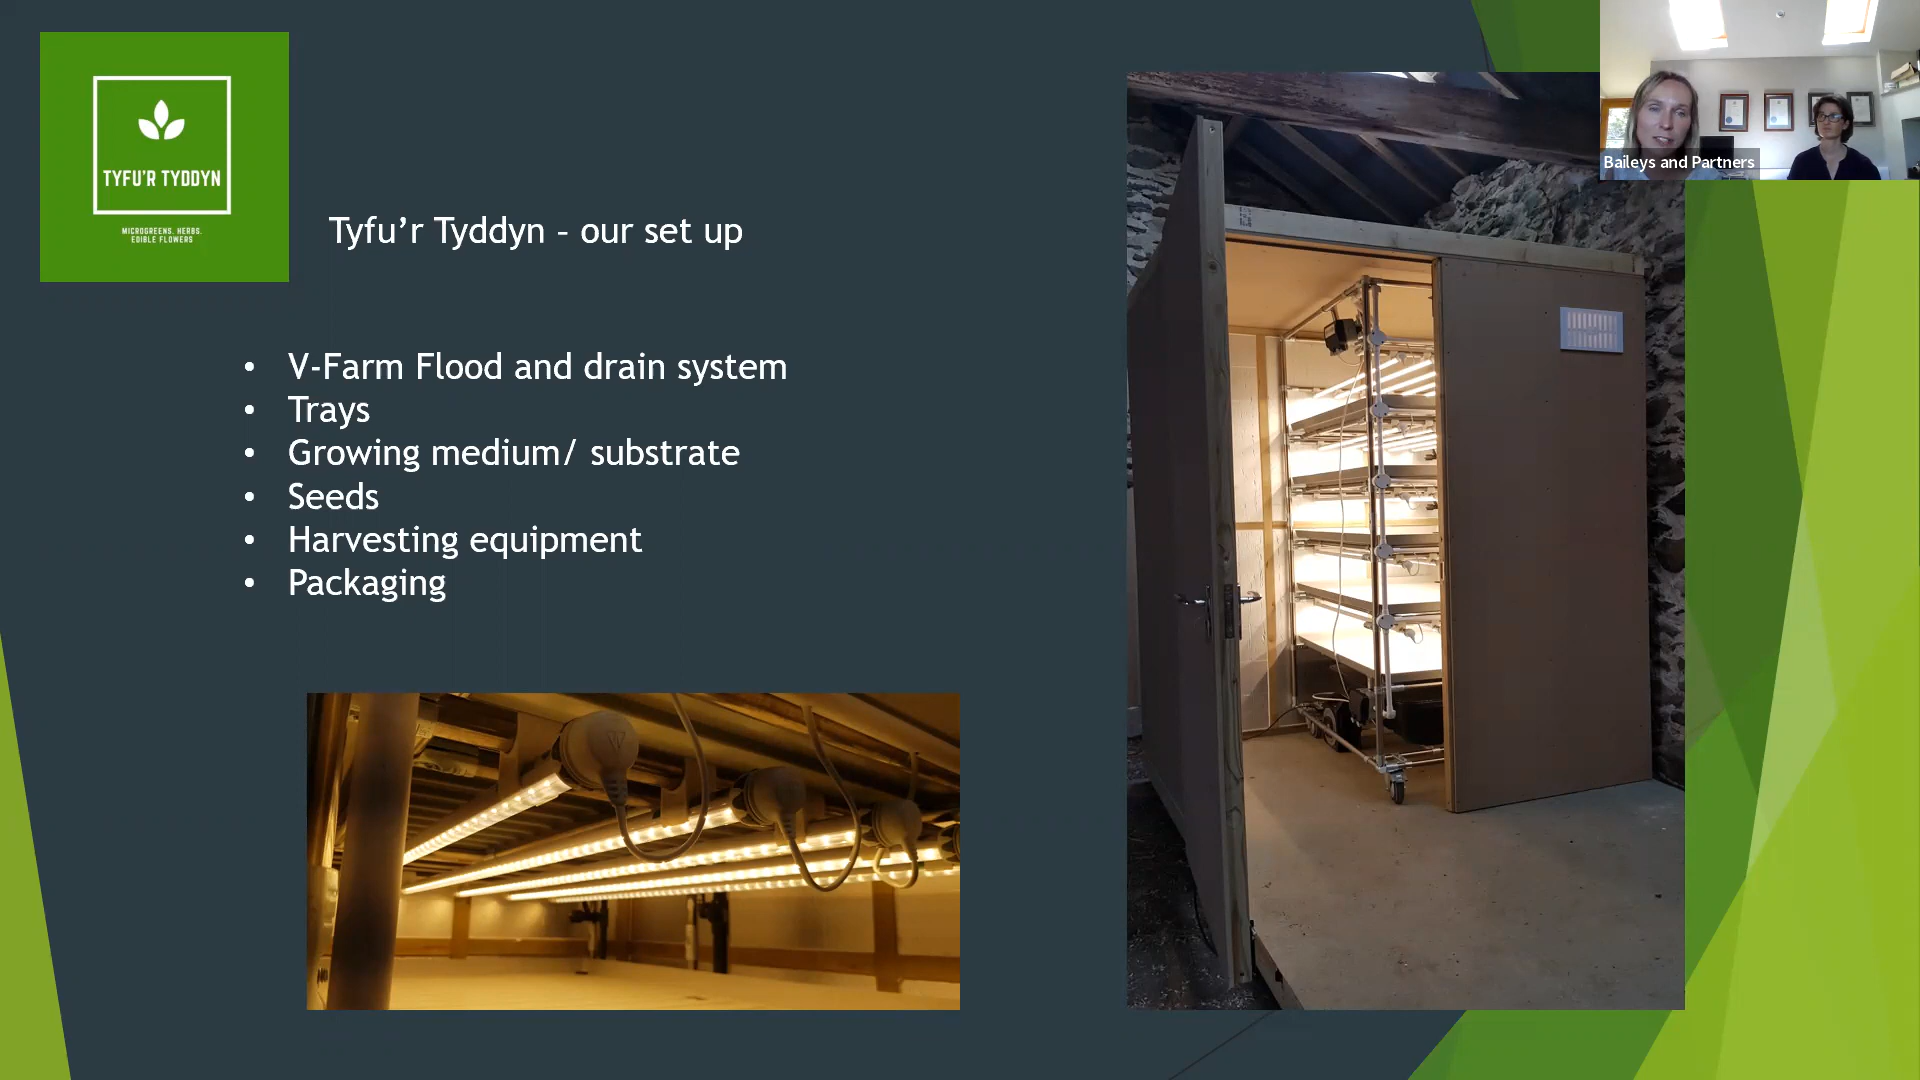 TYFU'R TYDDYN
MICROGREENS. HERBS.
EDIBLE FLOWERS
Tyfu’r Tyddyn – our set up
• V-Farm Flood and drain system
• Trays
• Growing medium/ substrate
• Seeds
• Harvesting equipment
• Packaging
Baileys and Partners